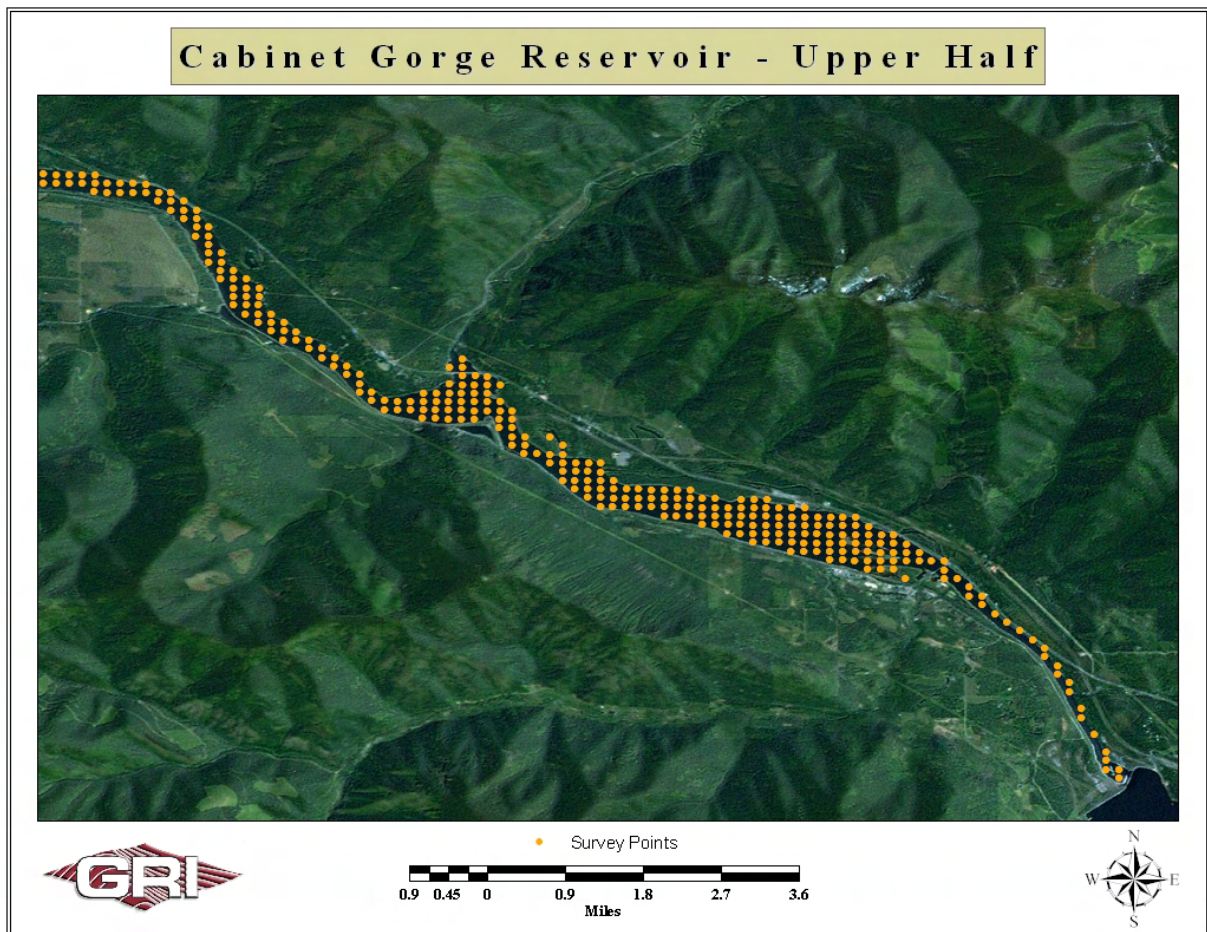 Cabinet Gorge Reservoir - Upper Half
Survey Points
GRI
0.9 0.45 0 0.9 1.8 2.7 3.6
Miles
N
W E
S